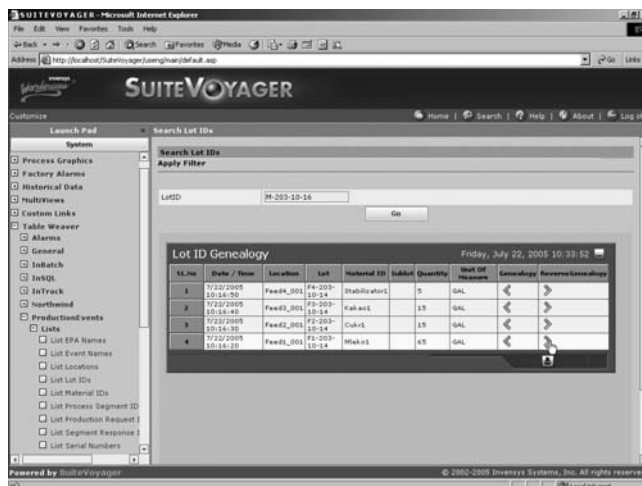 SUITEVOYAGER - Microsoft Internet Explorer
File Edit View Favorites Tools Help
Back Search Favorites Media
Address http://localhost/SuiteVoyager/useng/main/default.asp Go Links
invensys
Wonderware
SUITEVOYAGER
Customize Home | Search | Help | About | Log of
Launch Pad Search Lot IDs
System
Process Graphics
Factory Alarms
Historical Data
MultiViews
Custom Links
Table Weaver
Alarms
General
InBatch
InSQL
InTrack
Northwind
ProductionEvents
Lists
List EPA Names
List Event Names
List Locations
List Lot IDs
List Material IDs
List Process Segment ID
List Production Request I
List Segment Response I
List Serial Numbers
Search Lot IDs
Apply Filter
LotID M-203-10-16
Go
Lot ID Genealogy Friday, July 22, 2005 10:33:52
SL.No Date / Time Location Lot Material ID Sublot Quantity Unit Of Measure Genealogy ReverseGenealogy
1 7/22/2005 10:16:50 Feed4_001 F4-203-10-14 Stabilizator1 5 GAL
2 7/22/2005 10:16:40 Feed3_001 F3-203-10-14 Kakao1 15 GAL
3 7/22/2005 10:16:30 Feed2_001 F2-203-10-14 Cukr1 15 GAL
4 7/22/2005 10:16:20 Feed1_001 F1-203-10-14 Mleko1 65 GAL
Powered by SuiteVoyager © 2002-2005 Invensys Systems, Inc. All rights reserve